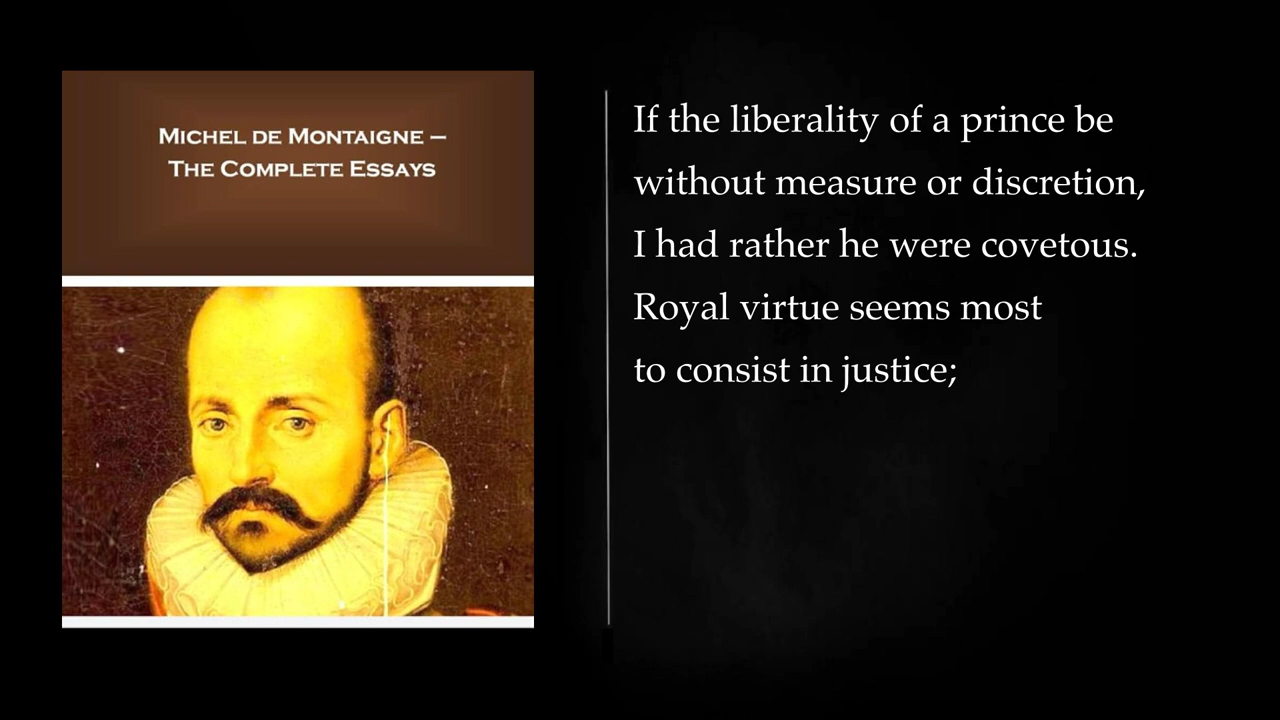 Michel de Montaigne –
The Complete Essays
If the liberality of a prince be
without measure or discretion,
I had rather he were covetous.
Royal virtue seems most
to consist in justice;